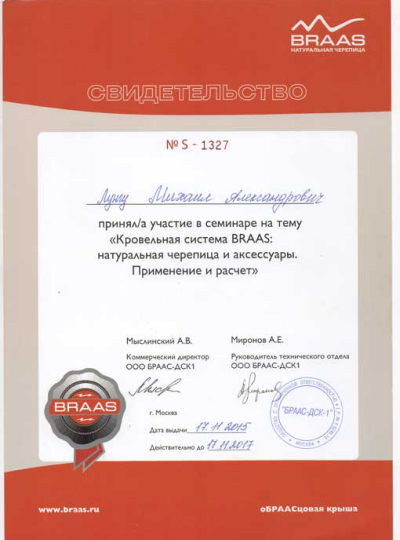 BRAAS
НАТУРАЛЬНАЯ ЧЕРЕПИЦА
СВИДЕТЕЛЬСТВО
№ S - 1327
Лунгу Михаил Александрович
принял/а участие в семинаре на тему
«Кровельная система BRAAS:
натуральная черепица и аксессуары.
Применение и расчет»
Мыслинский А.В.
Коммерческий директор
ООО БРААС-ДСК1
Миронов А.Е.
Руководитель технического отдела
ООО БРААС-ДСК1
BRAAS
г. Москва
Дата выдачи 17.11 2015
Действительно до 17.11.2017
"БРААС-ДСК-1"
МОСКВА
www.braas.ru
оБРААСцовая крыша